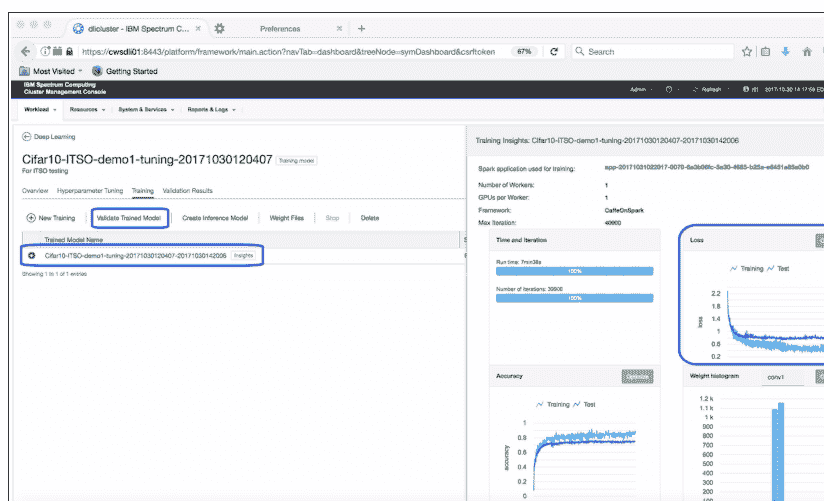 dlicluster - IBM Spectrum C... × Preferences × +
https://cwsdli01:8443/platform/framework/main.action?navTab=dashboard&treeNode=symDashboard&csrftoken 67% Search
Most Visited Getting Started
IBM Spectrum Computing
Cluster Management Console
Admin Refresh
Workload Resources System & Services Reports & Logs
Deep Learning
Cifar10-ITSO-demo1-tuning-20171030120407 Training model
For ITSO testing
Overview Hyperparameter Tuning Training Validation Results
New Training Validate Trained Model Create Inference Model Weight Files Stop Delete
Trained Model Name
Cifar10-ITSO-demo1-tuning-20171030120407-20171030142006 Insights
Showing 1 to 1 of 1 entries
Training Insights: Cifar10-ITSO-demo1-tuning-20171030120407-20171030142006
Spark application used for training:
Number of Workers: 1
GPUs per Worker: 1
Framework: CaffeOnSpark
Max Iteration: 40000
Time and Iteration
Run time:
100%
Number of iterations:
100%
Loss
Training Test
2.2
1.8
1.4
1
0.6
0.2
loss
Accuracy Optimize
Training Test
1
0.8
0.6
0.4
0.2
0
accuracy
Weight histogram conv1
1.2 k
1.1 k
1 k
900
800
700
600
500
400
300
200
100